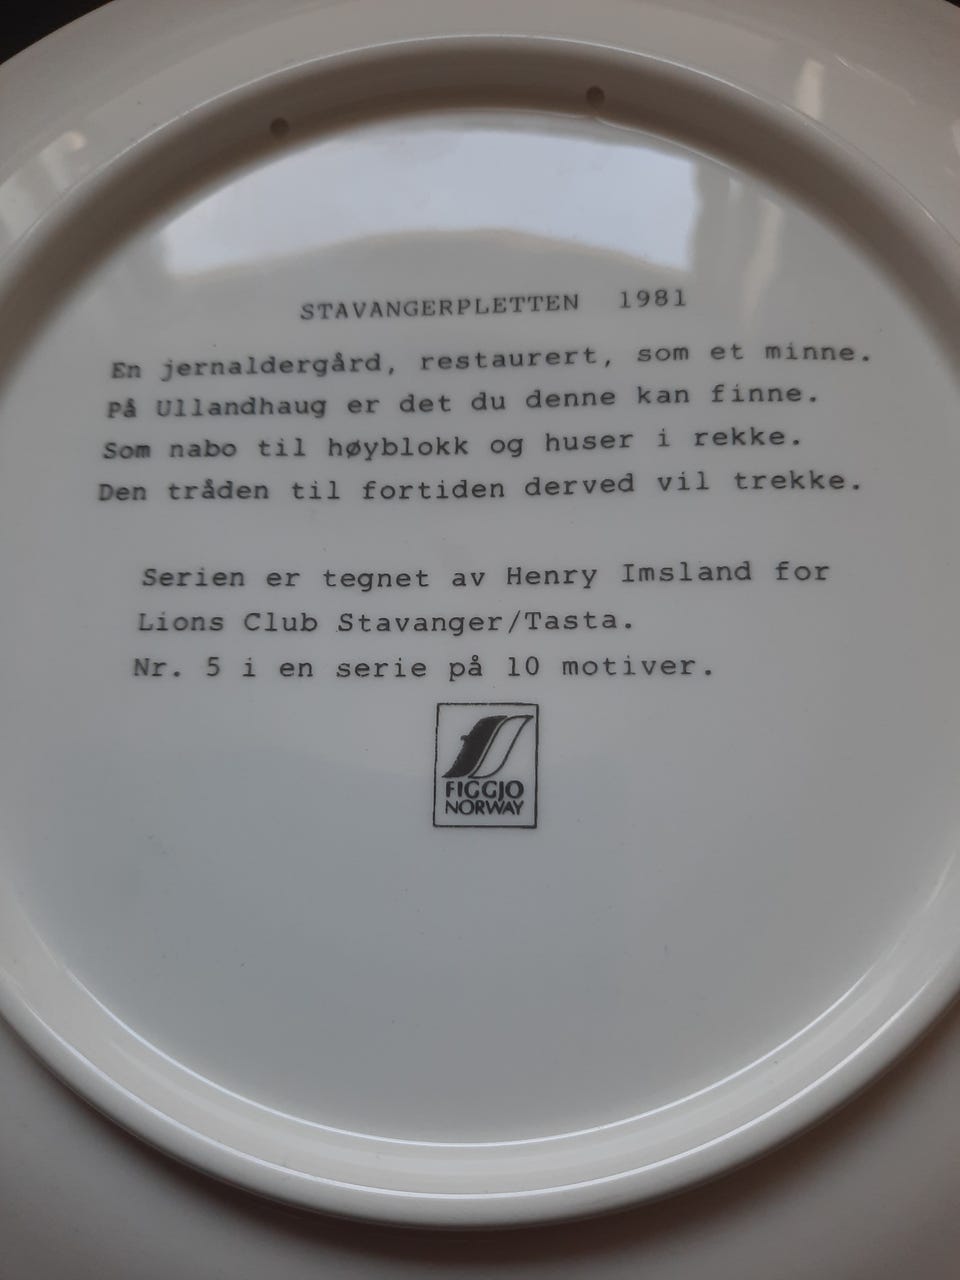 STAVANGERPLETTEN 1981
En jernaldergård, restaurert, som et minne.
På Ullandhaug er det du denne kan finne.
Som nabo til høyblokk og huser i rekke.
Den tråden til fortiden derved vil trekke.
Serien er tegnet av Henry Imsland for
Lions Club Stavanger/Tasta.
Nr. 5 i en serie på 10 motiver.
FIGGJO
NORWAY